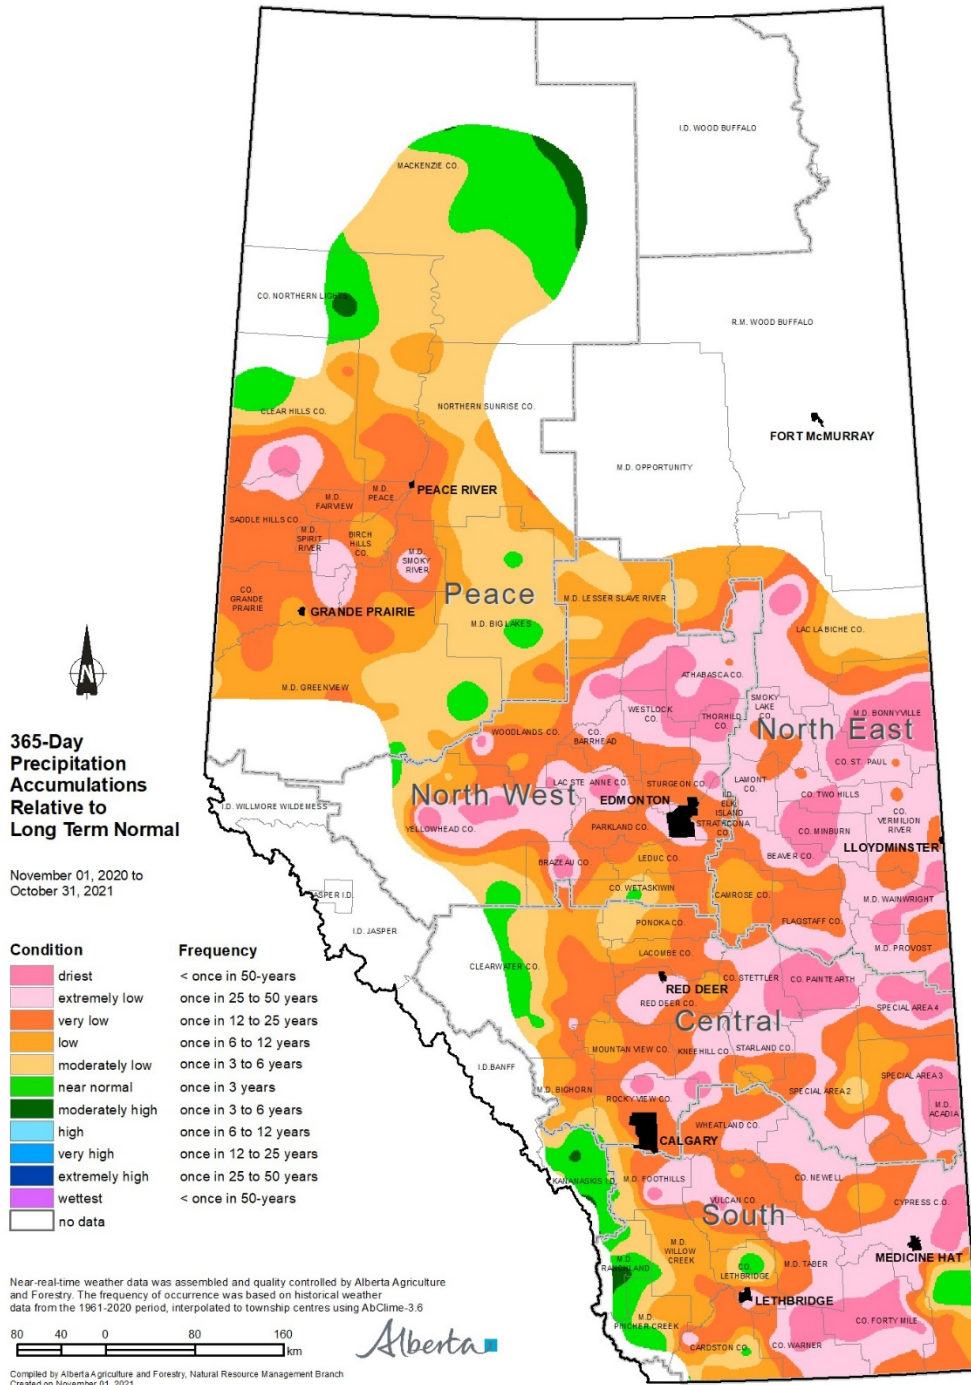 I.D. WOOD BUFFALO
MACKENZIE CO.
CO. NORTHERN LIGHTS
R.M. WOOD BUFFALO
CLEAR HILLS CO.
NORTHERN SUNRISE CO.
FORT McMURRAY
M.D. OPPORTUNITY
M.D.
PEACE
PEACE RIVER
M.D.
FAIRVIEW
SADDLE HILLS CO.
M.D.
SPIRIT
RIVER
BIRCH
HILLS
CO.
M.D.
SMOKY
RIVER
CO.
GRANDE
PRAIRIE
GRANDE PRAIRIE
Peace
M.D. LESSER SLAVE RIVER
M.D. BIG LAKES
LAC LA BICHE CO.
M.D. GREENVIEW
ATHABASCA CO.
WESTLOCK
CO.
THORHILD
CO.
SMOKY
LAKE
CO.
M.D. BONNYVILLE
North East
WOODLANDS CO.
CO.
BARRHEAD
CO. ST. PAUL
LAC STE ANNE CO.
STURGEON CO.
LAMONT
CO.
CO. TWO HILLS
North West
EDMONTON
I.D.
ELK
ISLAND
STRATHCONA
CO.
CO.
VERMILION
RIVER
I.D. WILLMORE WILDERNESS
YELLOWHEAD CO.
PARKLAND CO.
CO. MINBURN
LLOYDMINSTER
BRAZEAU CO.
LEDUC CO.
BEAVER CO.
CO. WETASKIWIN
CAMROSE CO.
M.D. WAINWRIGHT
JASPER I.D.
I.D. JASPER
PONOKA CO.
FLAGSTAFF CO.
M.D. PROVOST
CLEARWATER CO.
LACOMBE CO.
RED DEER
CO. STETTLER
CO. PAINTEARTH
RED DEER CO.
SPECIAL AREA 4
Central
I.D. BANFF
MOUNTAIN VIEW CO.
KNEEHILL CO.
STARLAND CO.
SPECIAL AREA 3
M.D. BIGHORN
SPECIAL AREA 2
ROCKY VIEW CO.
M.D.
ACADIA
WHEATLAND CO.
CALGARY
KANANASKIS I.D.
M.D. FOOTHILLS
CO. NEWELL
VULCAN CO.
CYPRESS C.O.
South
M.D.
WILLOW
CREEK
M.D.
RANCHLAND
MEDICINE HAT
CO.
LETHBRIDGE
M.D. TABER
LETHBRIDGE
M.D.
PINCHER CREEK
CO. FORTY MILE
CARDSTON CO.
CO. WARNER
N
365-Day
Precipitation
Accumulations
Relative to
Long Term Normal
November 01, 2020 to
October 31, 2021
Condition Frequency
driest < once in 50-years
extremely low once in 25 to 50 years
very low once in 12 to 25 years
low once in 6 to 12 years
moderately low once in 3 to 6 years
near normal once in 3 years
moderately high once in 3 to 6 years
high once in 6 to 12 years
very high once in 12 to 25 years
extremely high once in 25 to 50 years
wettest < once in 50-years
no data
Near-real-time weather data was assembled and quality controlled by Alberta Agriculture
and Forestry. The frequency of occurrence was based on historical weather
data from the 1961-2020 period, interpolated to township centres using AbClime-3.6
80 40 0 80 160
km
Alberta
Compiled by Alberta Agriculture and Forestry, Natural Resource Management Branch
Created on November 01, 2021